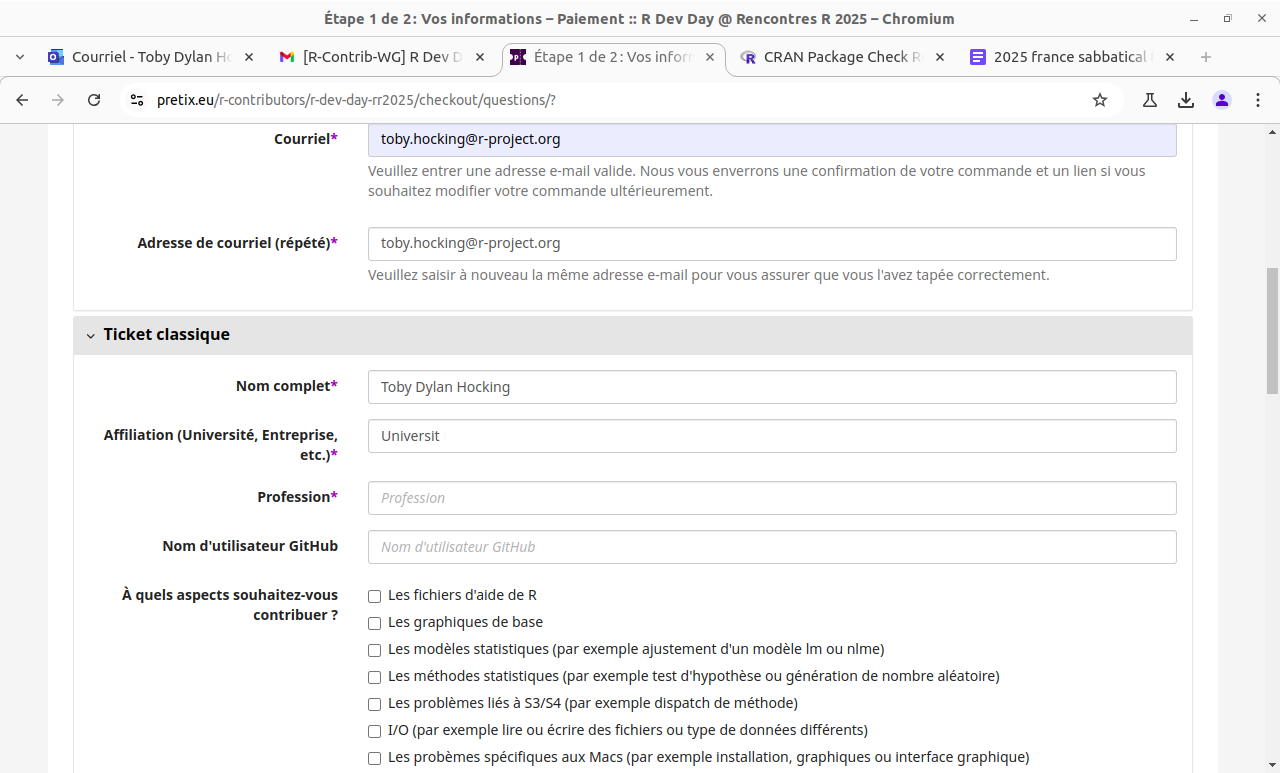 Étape 1 de 2 : Vos informations – Paiement :: R Dev Day @ Rencontres R 2025 – Chromium
Courriel - Toby Dylan Ho
[R-Contrib-WG] R Dev D
Étape 1 de 2 : Vos inform
CRAN Package Check R
2025 france sabbatical
pretix.eu/r-contributors/r-dev-day-rr2025/checkout/questions/?
Courriel*
toby.hocking@r-project.org
Veuillez entrer une adresse e-mail valide. Nous vous enverrons une confirmation de votre commande et un lien si vous
souhaitez modifier votre commande ultérieurement.
Adresse de courriel (répété)*
toby.hocking@r-project.org
Veuillez saisir à nouveau la même adresse e-mail pour vous assurer que vous l'avez tapée correctement.
Ticket classique
Nom complet*
Toby Dylan Hocking
Affiliation (Université, Entreprise,
etc.)*
Universit
Profession*
Profession
Nom d'utilisateur GitHub
Nom d'utilisateur GitHub
À quels aspects souhaitez-vous
contribuer ?
Les fichiers d'aide de R
Les graphiques de base
Les modèles statistiques (par exemple ajustement d'un modèle lm ou nlme)
Les méthodes statistiques (par exemple test d'hypothèse ou génération de nombre aléatoire)
Les problèmes liés à S3/S4 (par exemple dispatch de méthode)
I/O (par exemple lire ou écrire des fichiers ou type de données différents)
Les probèmes spécifiques aux Macs (par exemple installation, graphiques ou interface graphique)